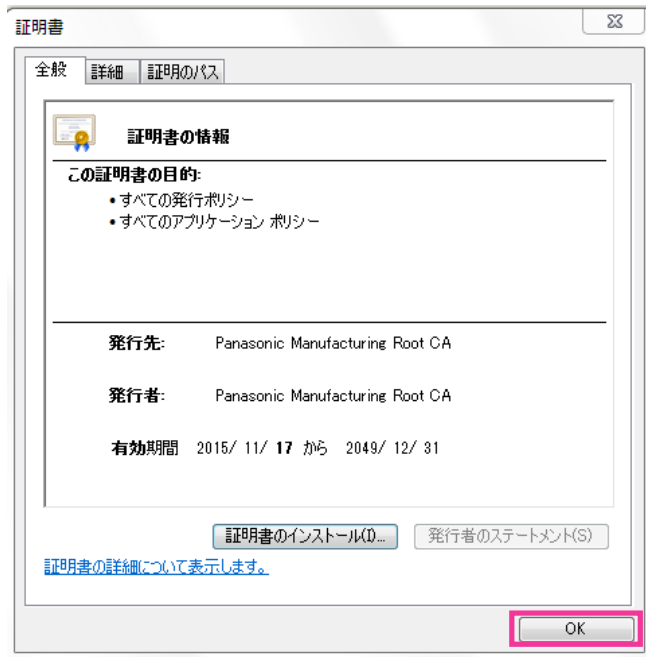 証明書
全般 詳細 証明のパス
証明書の情報
この証明書の目的:
• すべての発行ポリシー
• すべてのアプリケーション ポリシー
発行先: Panasonic Manufacturing Root CA
発行者: Panasonic Manufacturing Root CA
有効期間 2015/ 11/ 17 から 2049/ 12/ 31
証明書のインストール(I)... 発行者のステートメント(S)
証明書の詳細について表示します。
OK